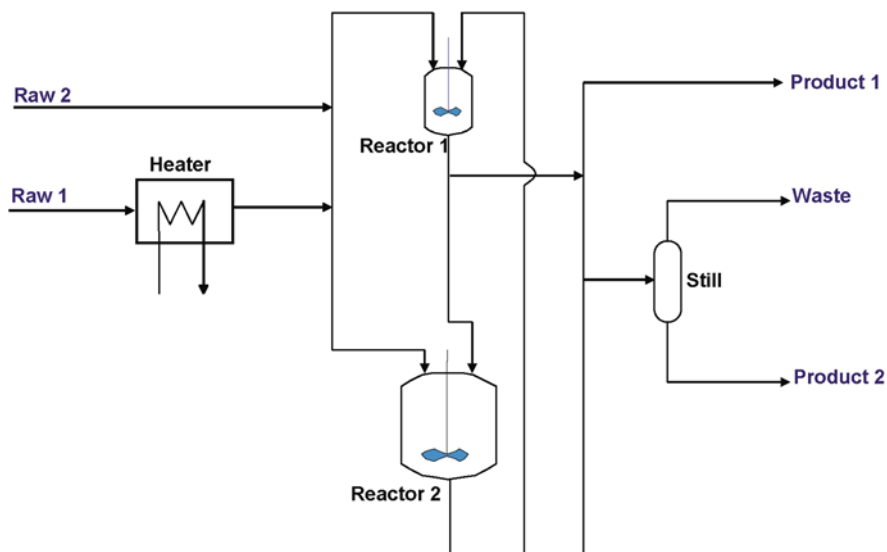 Raw 2
Raw 1
Heater
Reactor 1
Reactor 2
Product 1
Waste
Still
Product 2